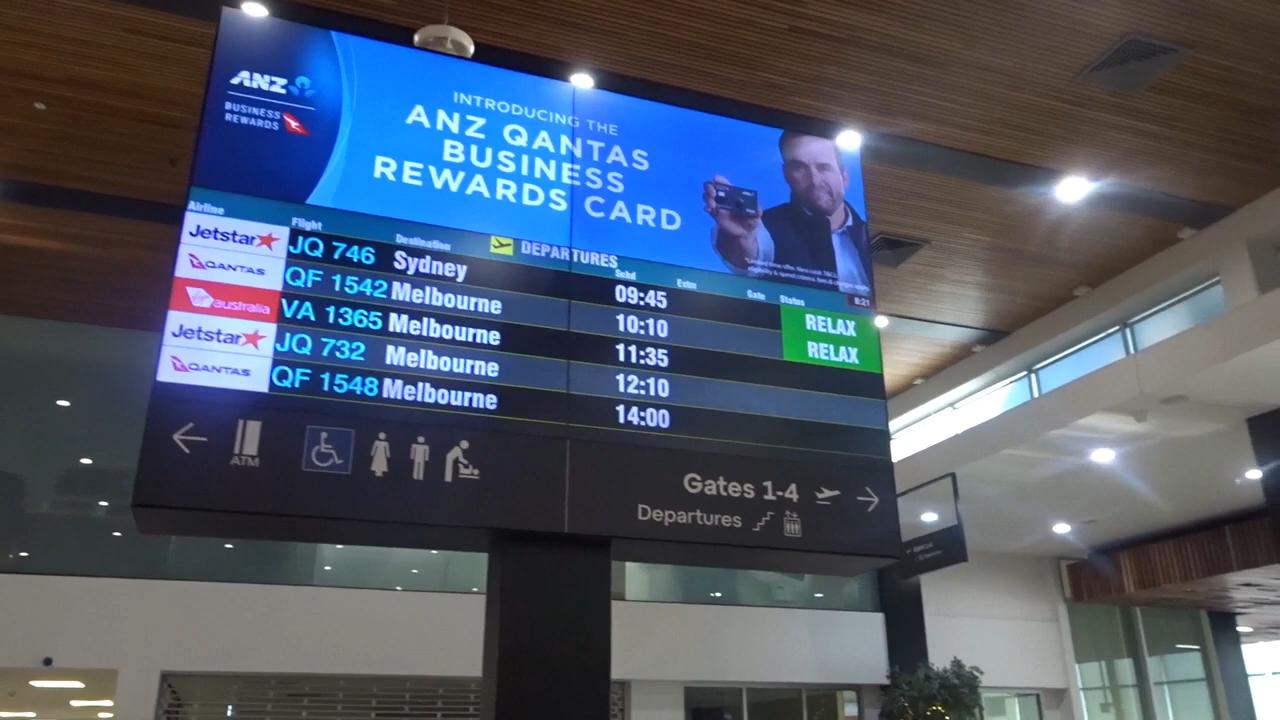 ANZ
BUSINESS
REWARDS
INTRODUCING THE
ANZ QANTAS
BUSINESS
REWARDS CARD
8:21
Airline Flight Destination DEPARTURES Schd Estm Gate Status
Jetstar JQ 746 Sydney 09:45 RELAX
QANTAS QF 1542 Melbourne 10:10 RELAX
Virgin australia VA 1365 Melbourne 11:35
Jetstar JQ 732 Melbourne 12:10
QANTAS QF 1548 Melbourne 14:00
ATM
Gates 1-4
Departures